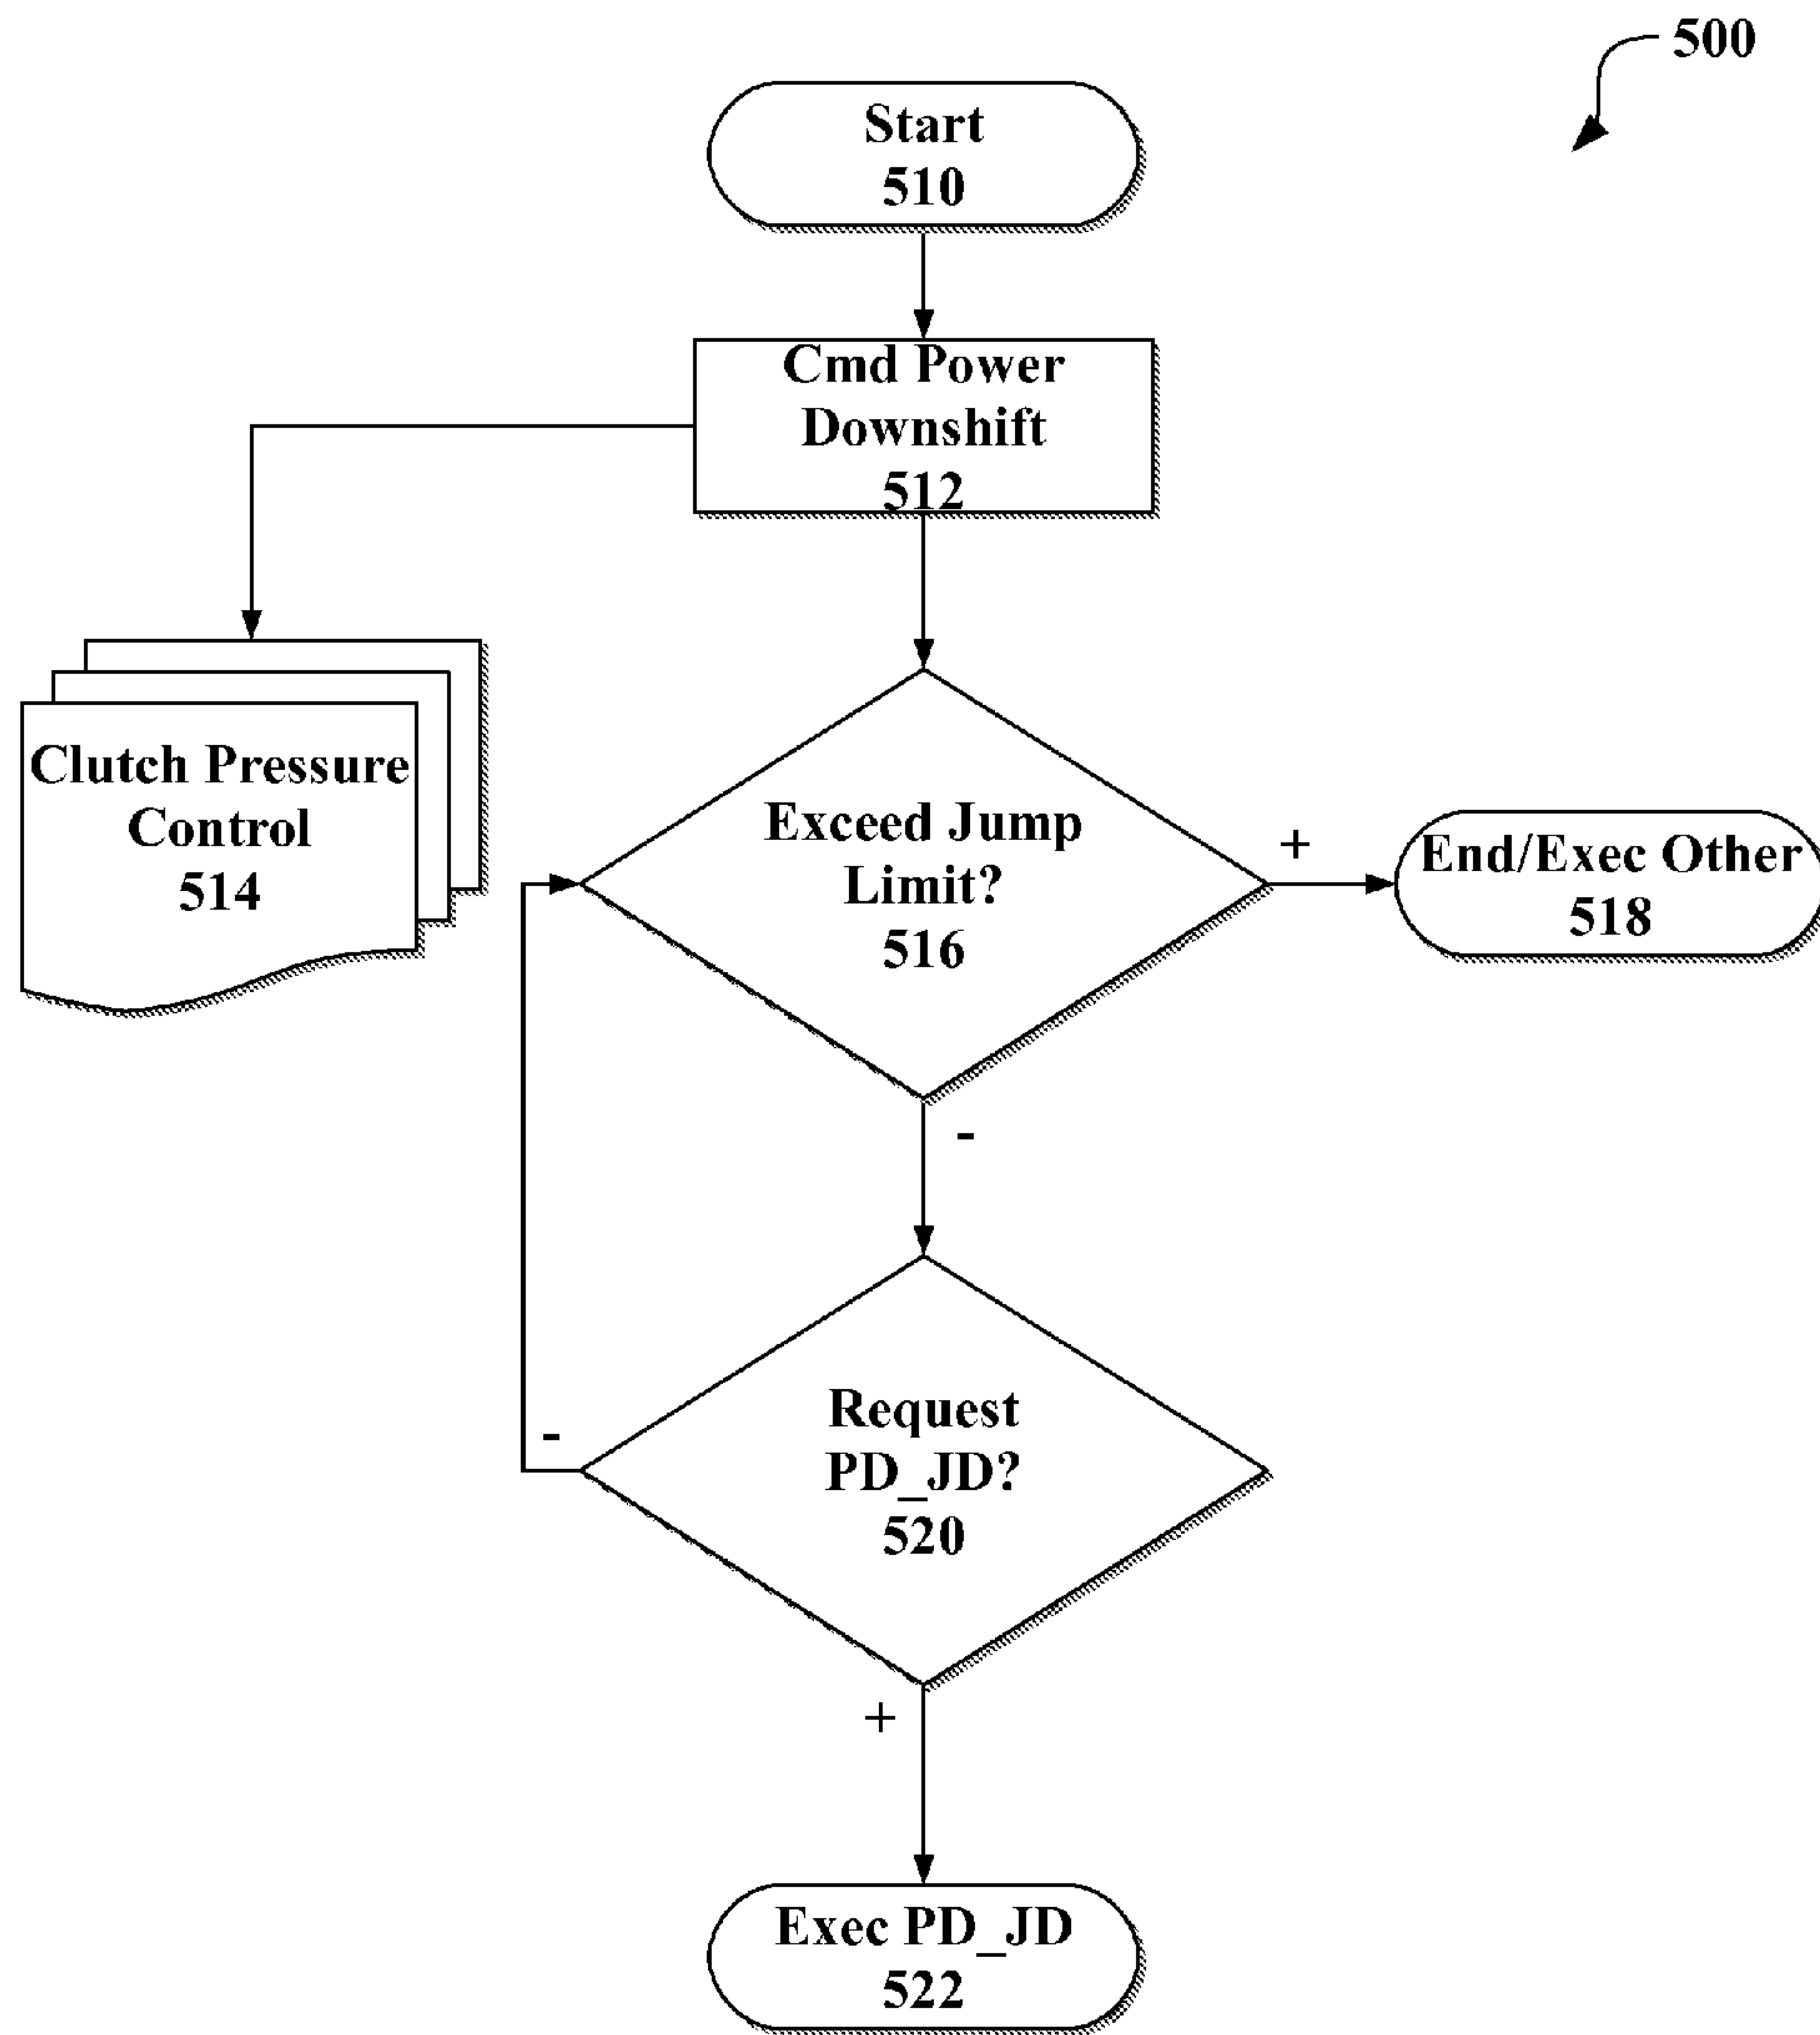 500
Start
510
Cmd Power
Downshift
512
Clutch Pressure
Control
514
Exceed Jump
Limit?
516
+
End/Exec Other
518
-
Request
PD_JD?
520
-
+
Exec PD_JD
522